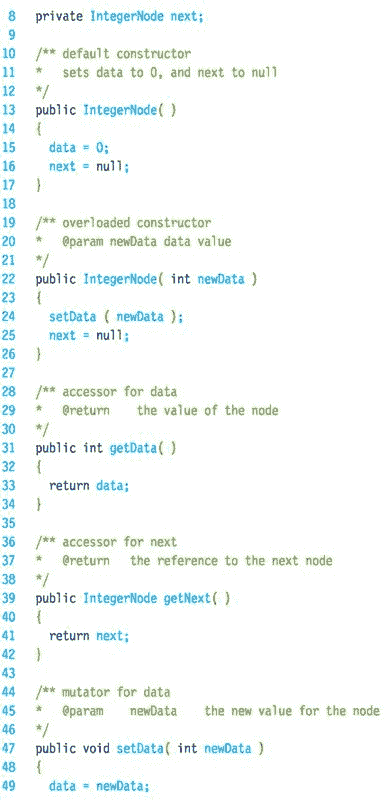 8 private IntegerNode next;
9
10 /** default constructor
11 *   sets data to 0, and next to null
12 */
13 public IntegerNode( )
14 {
15   data = 0;
16   next = null;
17 }
18
19 /** overloaded constructor
20 *   @param newData data value
21 */
22 public IntegerNode( int newData )
23 {
24   setData ( newData );
25   next = null;
26 }
27
28 /** accessor for data
29 *   @return    the value of the node
30 */
31 public int getData( )
32 {
33   return data;
34 }
35
36 /** accessor for next
37 *   @return   the reference to the next node
38 */
39 public IntegerNode getNext( )
40 {
41   return next;
42 }
43
44 /** mutator for data
45 *   @param    newData    the new value for the node
46 */
47 public void setData( int newData )
48 {
49   data = newData;